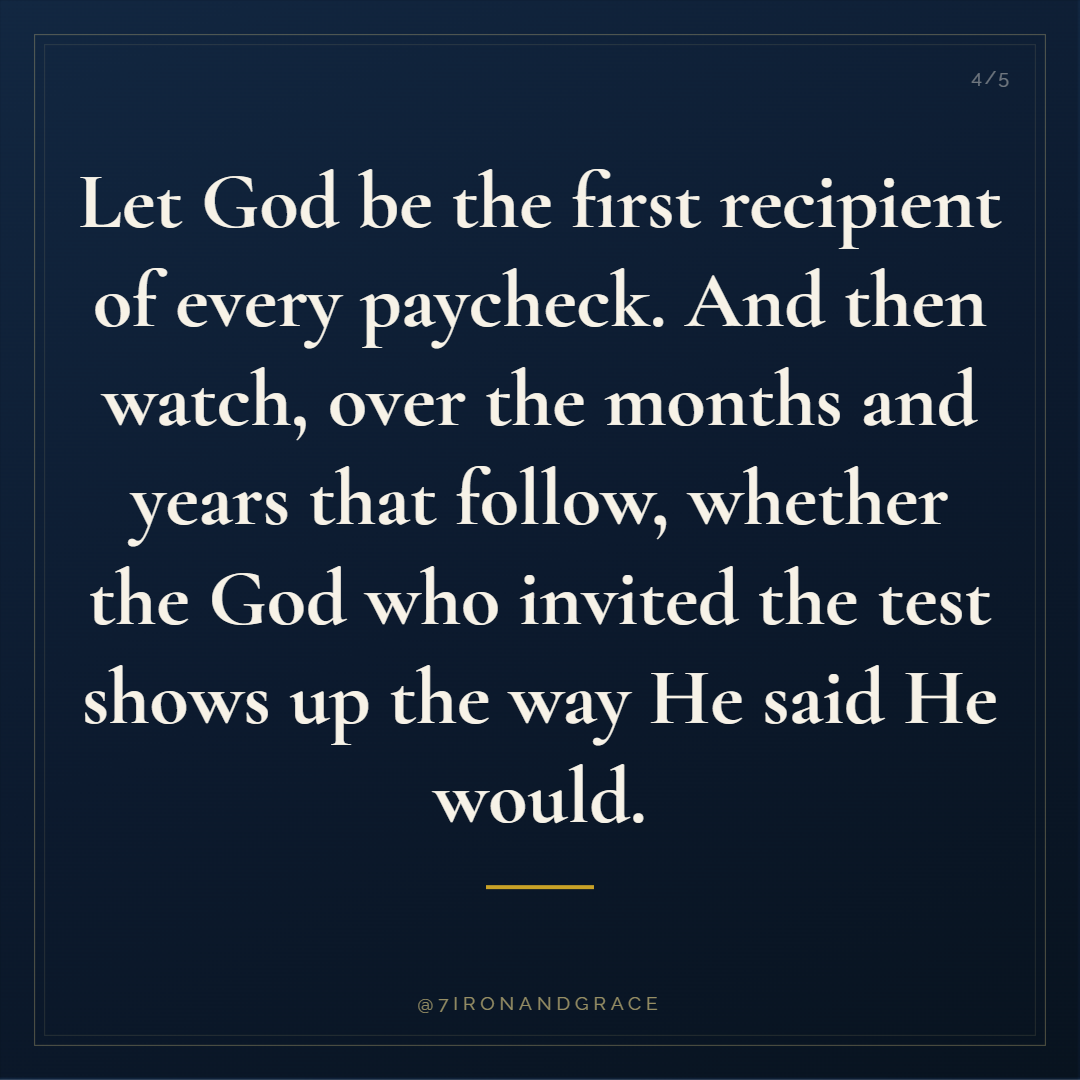 4/5
Let God be the first recipient
of every paycheck. And then
watch, over the months and
years that follow, whether
the God who invited the test
shows up the way He said He
would.
@7IRONANDGRACE